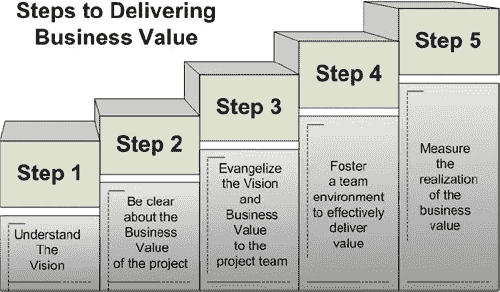 Steps to Delivering
Business Value
Step 1
Understand
The
Vision
Step 2
Be clear
about the
Business
Value
of the project
Step 3
Evangelize
the Vision
and
Business
Value
to the
project team
Step 4
Foster
a team
environment
to effectively
deliver
value
Step 5
Measure
the
realization
of the
business
value